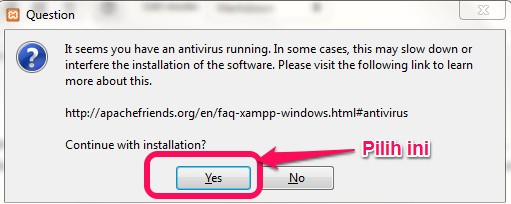 Question
It seems you have an antivirus running. In some cases, this may slow down or
interfere the installation of the software. Please visit the following link to learn
more about this.
http://apachefriends.org/en/faq-xampp-windows.html#antivirus
Continue with installation?
Pilih ini
Yes
No